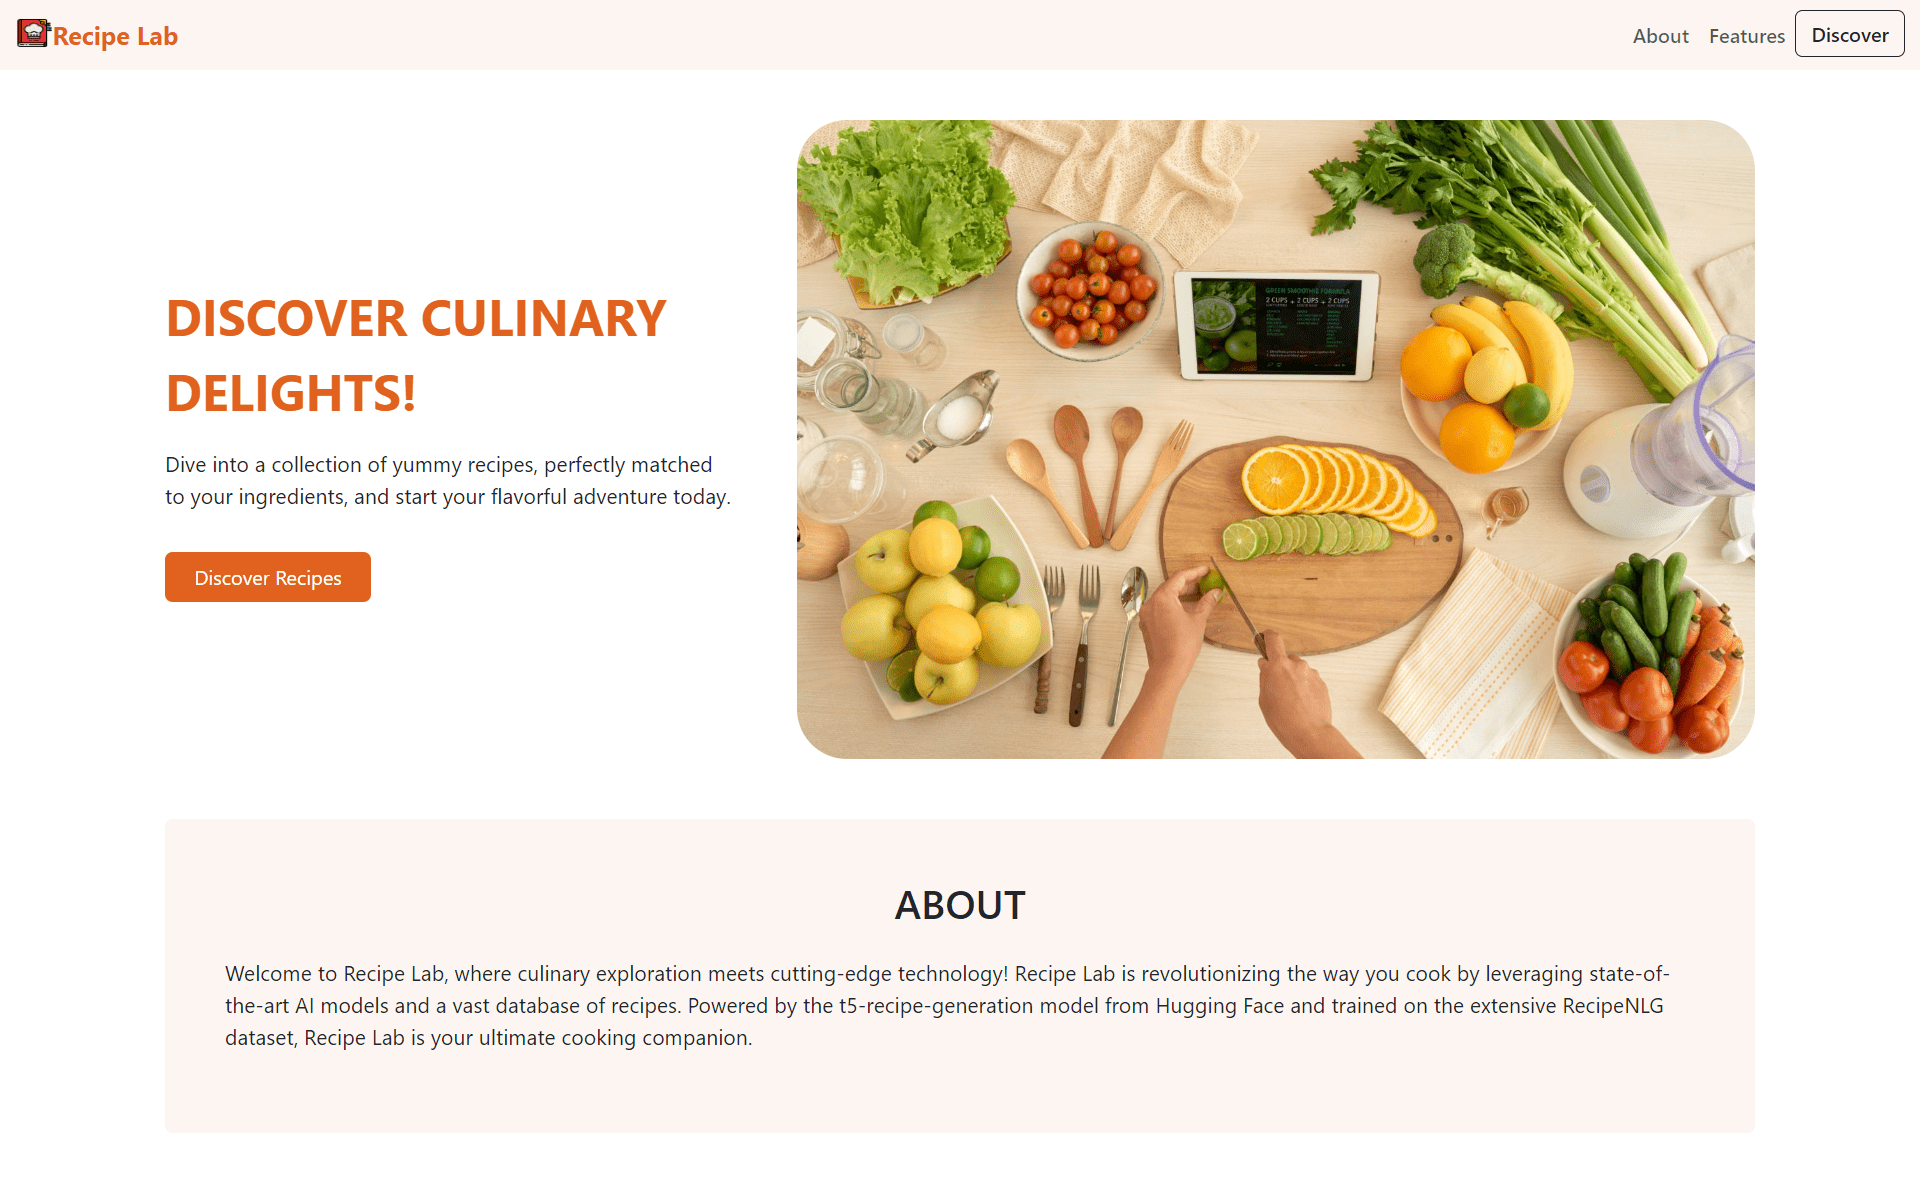 Recipe Lab
About
Features
Discover
DISCOVER CULINARY
DELIGHTS!
Dive into a collection of yummy recipes, perfectly matched
to your ingredients, and start your flavorful adventure today.
Discover Recipes
GREEN SMOOTHIE FORMULA
2 CUPS + 2 CUPS + 2 CUPS
ABOUT
Welcome to Recipe Lab, where culinary exploration meets cutting-edge technology! Recipe Lab is revolutionizing the way you cook by leveraging state-of-
the-art AI models and a vast database of recipes. Powered by the t5-recipe-generation model from Hugging Face and trained on the extensive RecipeNLG
dataset, Recipe Lab is your ultimate cooking companion.